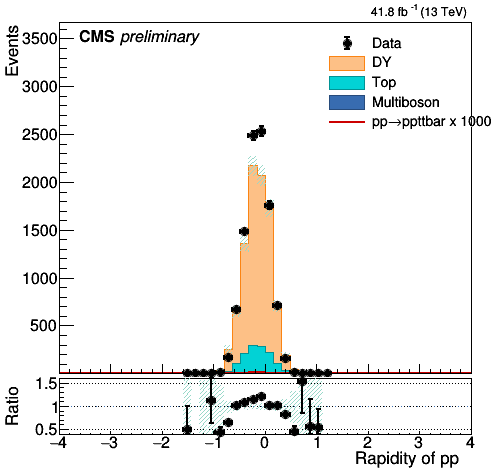 41.8 fb⁻¹ (13 TeV)
CMS preliminary
Events
3500
3000
2500
2000
1500
1000
500
Data
DY
Top
Multiboson
pp→ppttbar x 1000
Ratio
1.5
1
0.5
−4 −3 −2 −1 0 1 2 3 4
Rapidity of pp